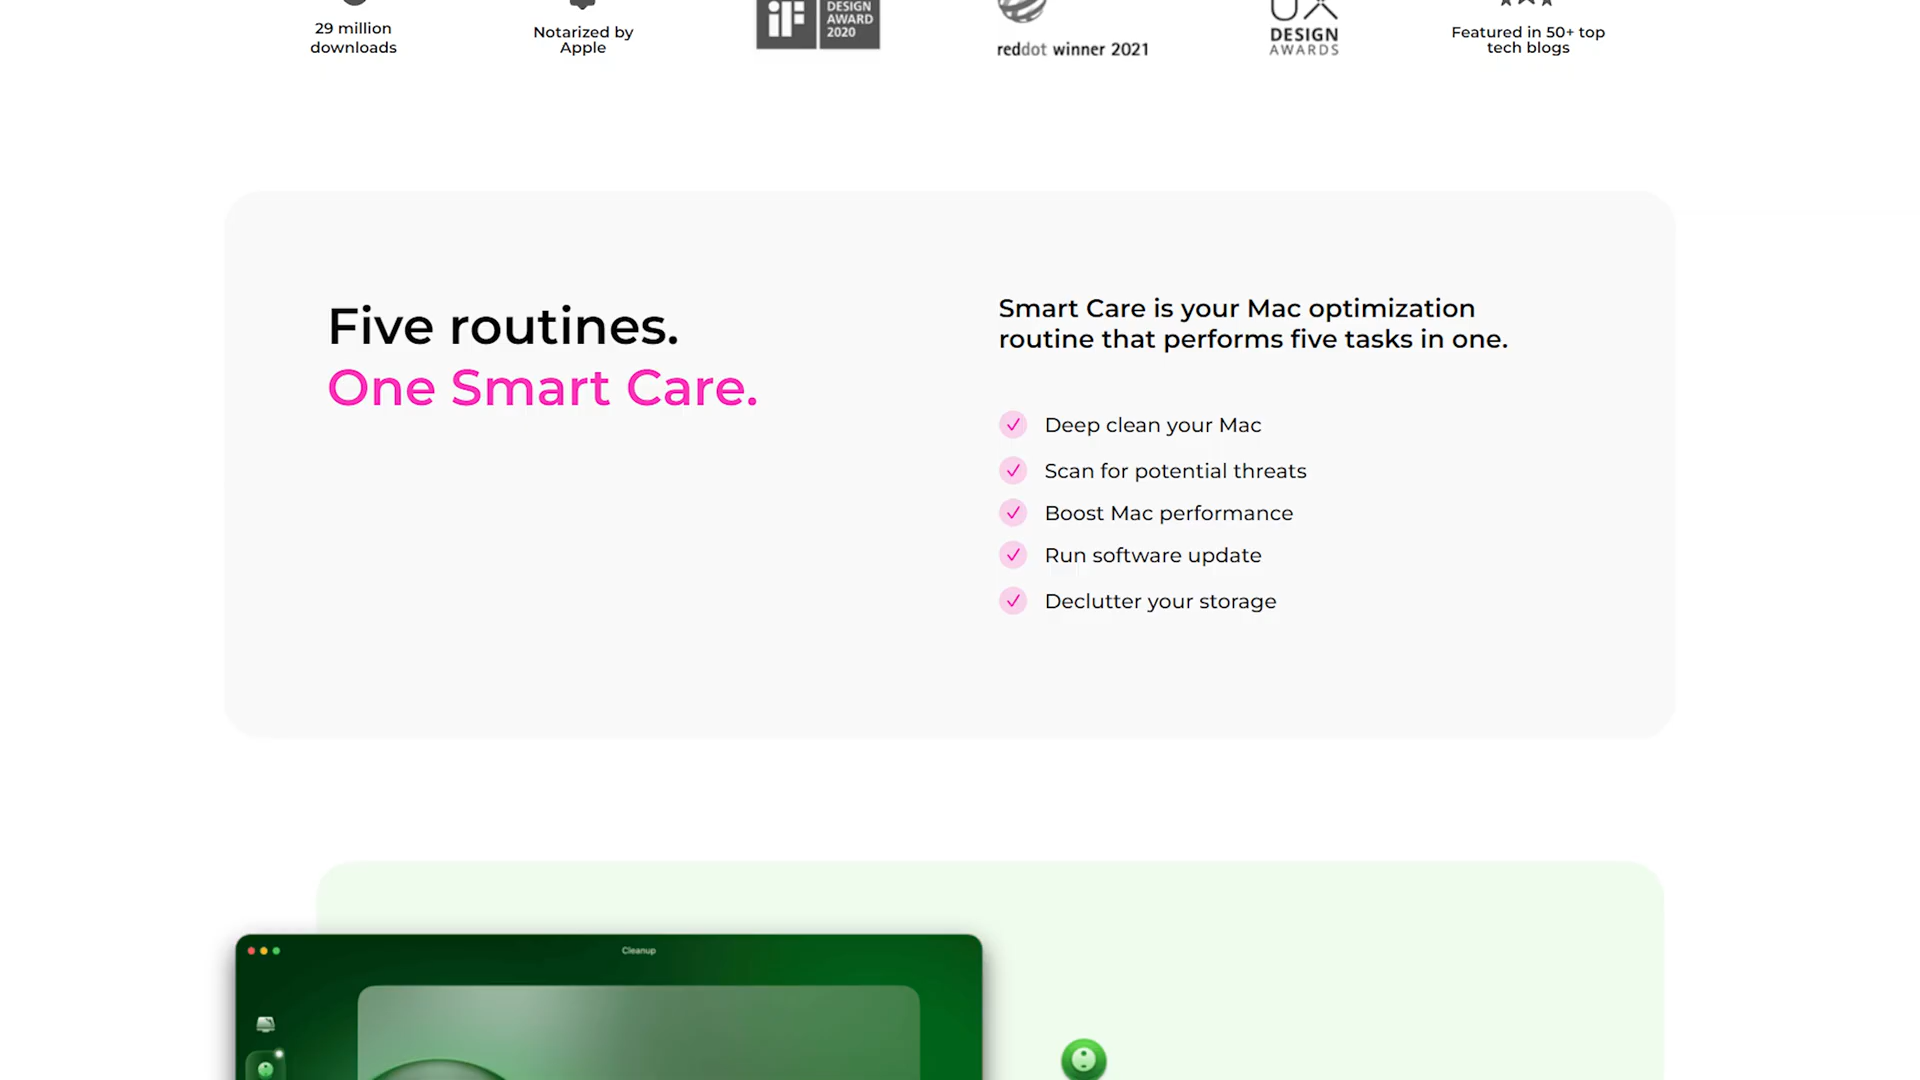 29 million
downloads
Notarized by
Apple
iF
DESIGN
AWARD
2020
reddot winner 2021
UX
DESIGN
AWARDS
Featured in 50+ top
tech blogs
Five routines.
One Smart Care.
Smart Care is your Mac optimization
routine that performs five tasks in one.
Deep clean your Mac
Scan for potential threats
Boost Mac performance
Run software update
Declutter your storage
Cleanup